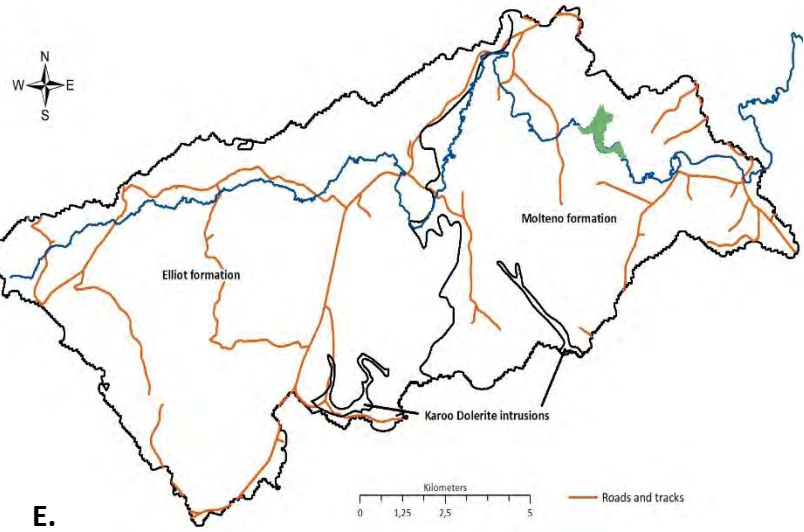 N
W E
S
Molteno formation
Elliot formation
Karoo Dolerite intrusions
Kilometers
0 1,25 2,5 5
Roads and tracks
E.